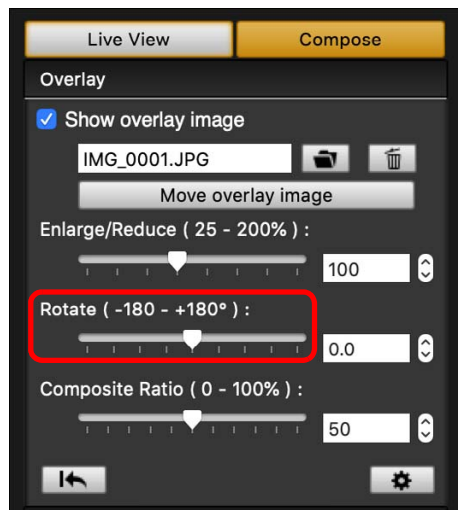 Live View Compose
Overlay
Show overlay image
IMG_0001.JPG
Move overlay image
Enlarge/Reduce ( 25 - 200% ) :
100
Rotate ( -180 - +180° ) :
0.0
Composite Ratio ( 0 - 100% ) :
50